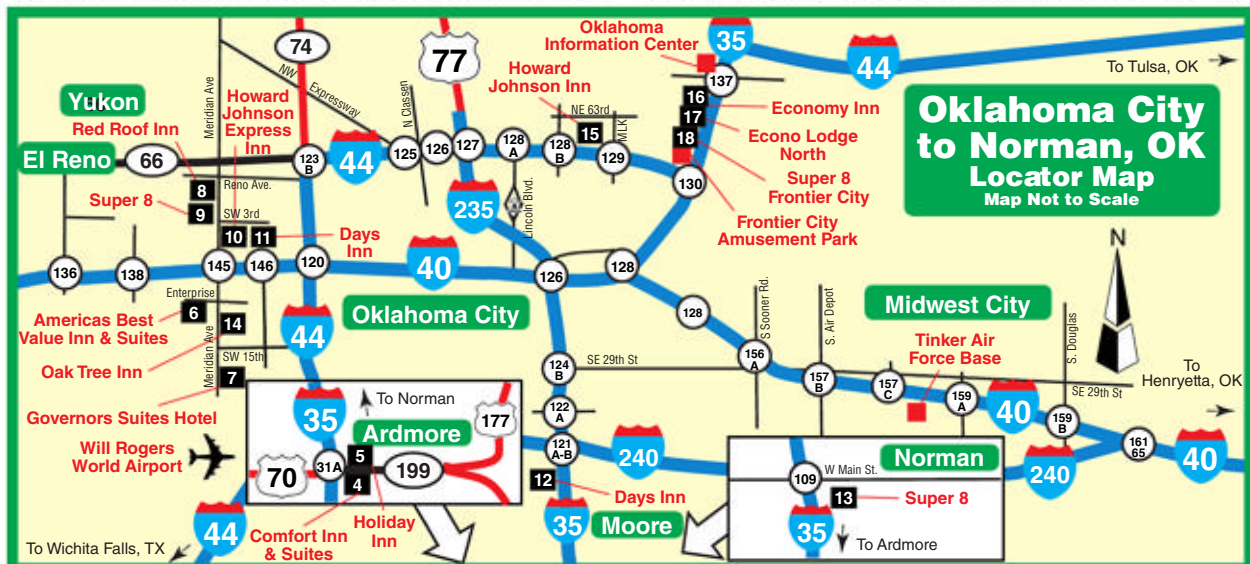 Oklahoma City
to Norman, OK
Locator Map
Map Not to Scale
Oklahoma
Information Center
35
44
To Tulsa, OK
74
77
NW Expressway
N Classen
Howard
Johnson Inn
NE 63rd
15
MLK
137
16
Economy Inn
17
Econo Lodge
North
18
Super 8
Frontier City
Frontier City
Amusement Park
Yukon
Meridian Ave
Howard
Johnson
Express
Inn
Red Roof Inn
El Reno
66
123
B
44
125
126
127
128
A
128
B
129
130
Reno Ave.
8
Super 8
9
SW 3rd
10
11
Days
Inn
235
Lincoln Blvd.
136
138
145
146
120
40
126
128
128
N
Enterprise
6
Americas Best
Value Inn & Suites
14
Oak Tree Inn
Meridian Ave
SW 15th
7
Governors Suites Hotel
44
Oklahoma City
Midwest City
S Sooner Rd.
S. Air Depot
S. Douglas
Tinker Air
Force Base
SE 29th St
SE 29th St
To
Henryetta, OK
124
B
156
A
157
B
157
C
159
A
40
159
B
161
65
40
122
A
121
A-B
240
240
Will Rogers
World Airport
35
To Norman
Ardmore
177
70
31A
5
4
199
Comfort Inn
& Suites
Holiday
Inn
12
Days Inn
35
Moore
Norman
109
W Main St.
13
Super 8
35
To Ardmore
44
To Wichita Falls, TX